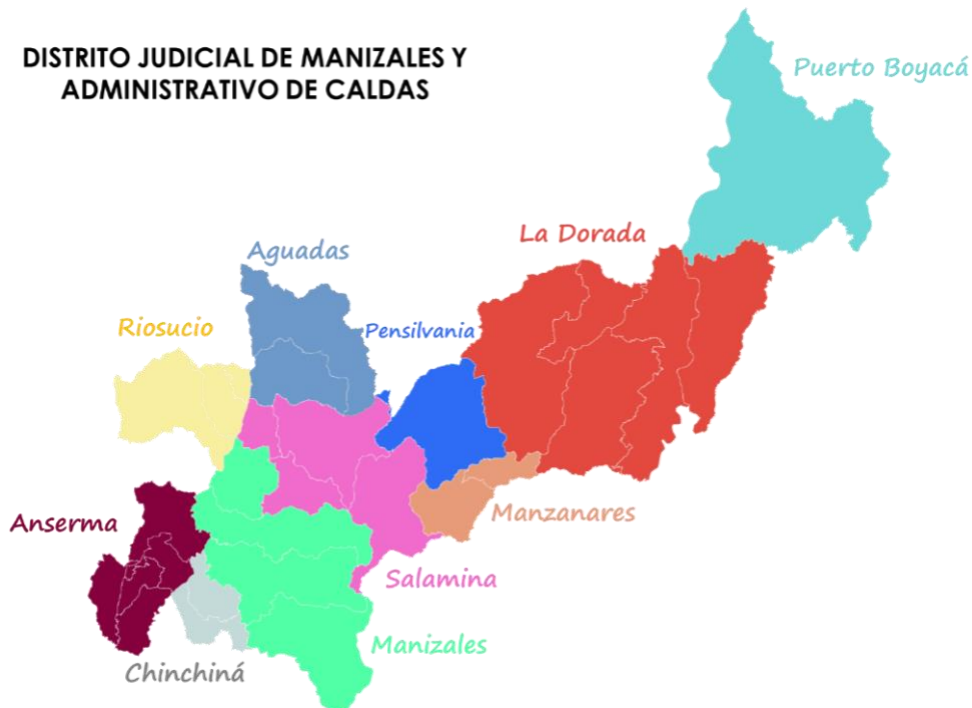 DISTRITO JUDICIAL DE MANIZALES Y
ADMINISTRATIVO DE CALDAS
Puerto Boyacá
La Dorada
Aguadas
Riosucio
Pensilvania
Manzanares
Anserma
Salamina
Manizales
Chinchiná